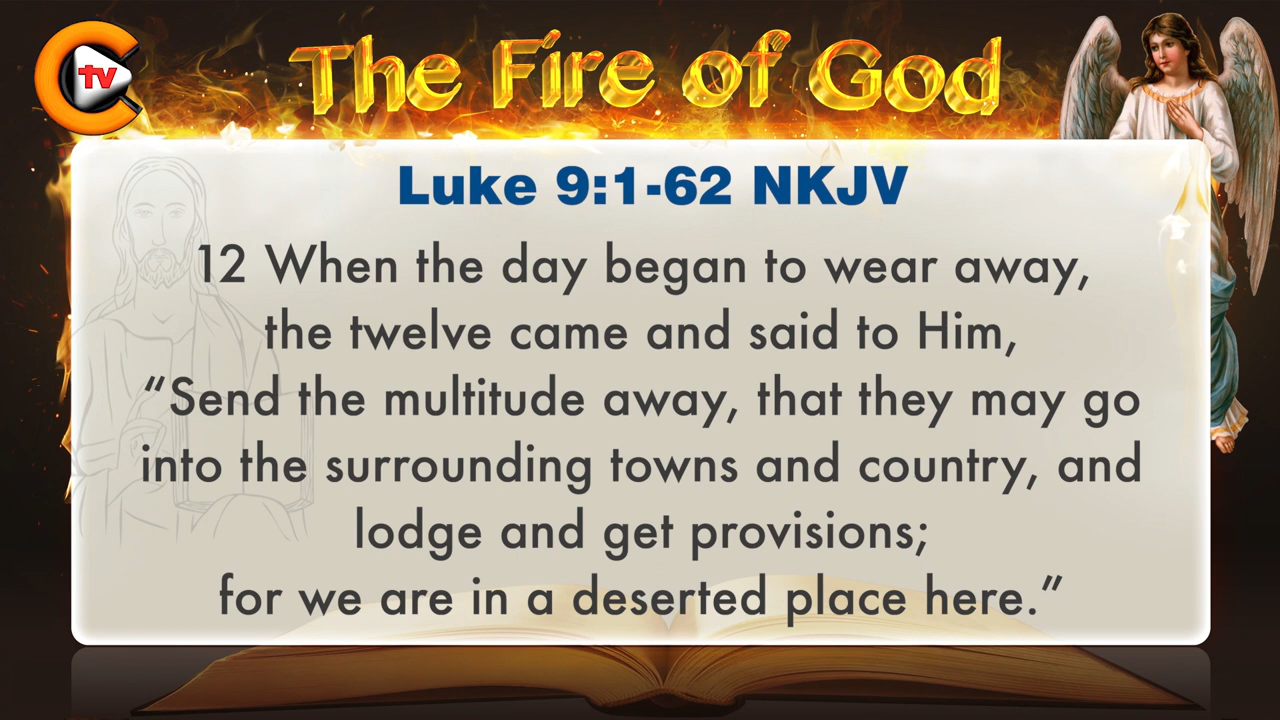 tv
The Fire of God
Luke 9:1-62 NKJV
12 When the day began to wear away,
the twelve came and said to Him,
“Send the multitude away, that they may go
into the surrounding towns and country, and
lodge and get provisions;
for we are in a deserted place here.”